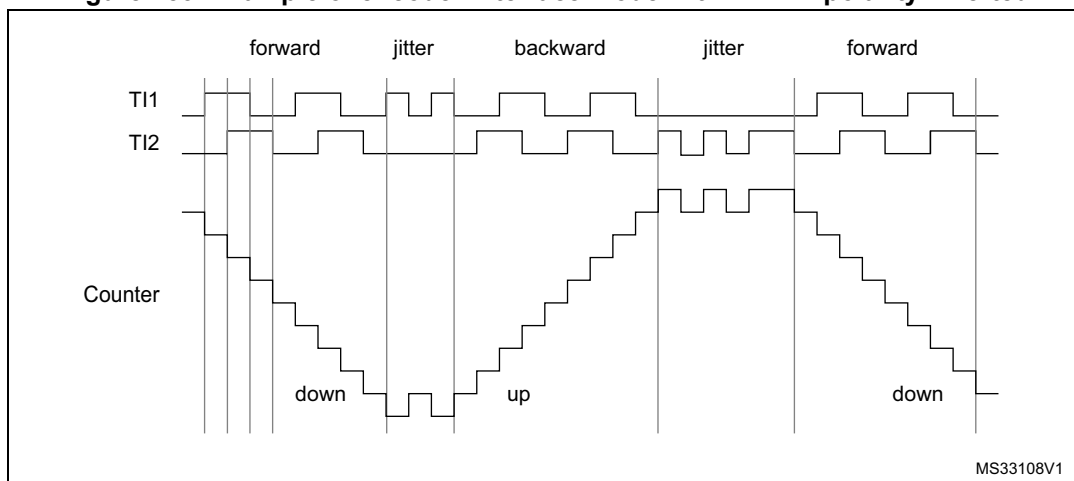 forward jitter backward jitter forward
TI1
TI2
Counter
down up down
MS33108V1